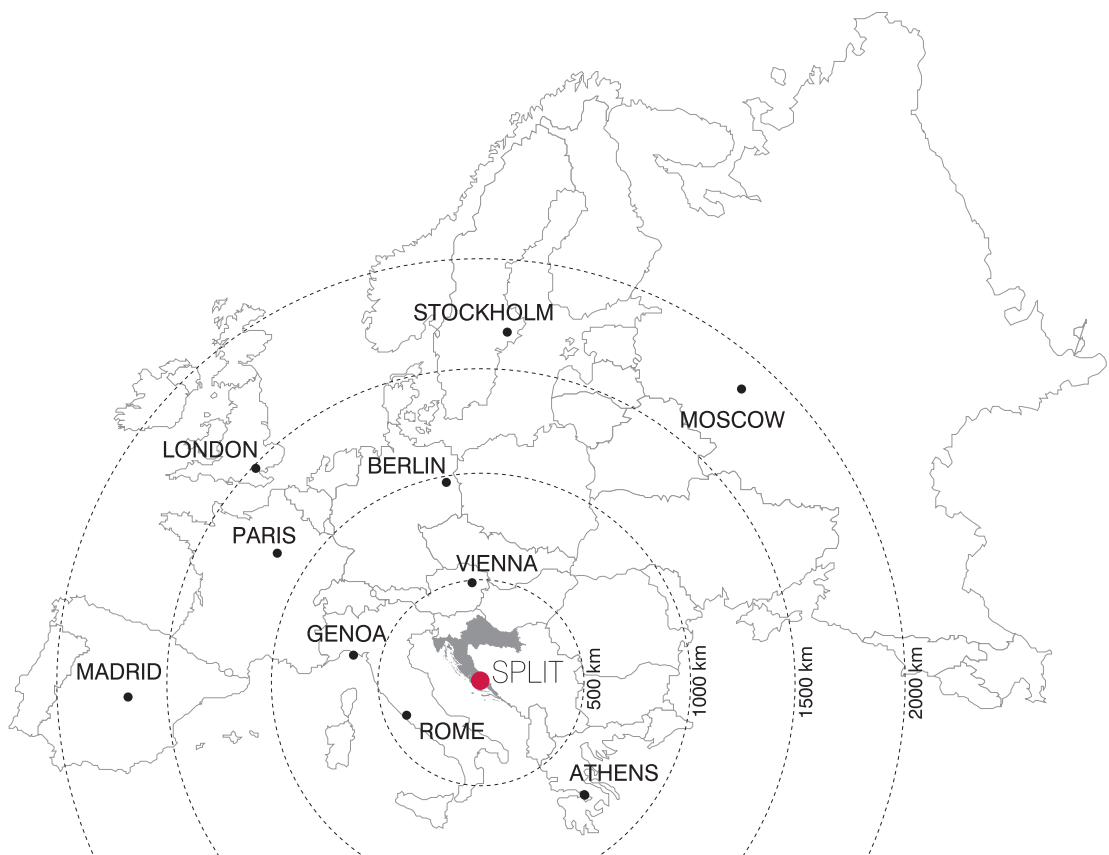 STOCKHOLM
MOSCOW
LONDON
BERLIN
PARIS
VIENNA
GENOA
MADRID
SPLIT
500 km
1000 km
1500 km
2000 km
ROME
ATHENS